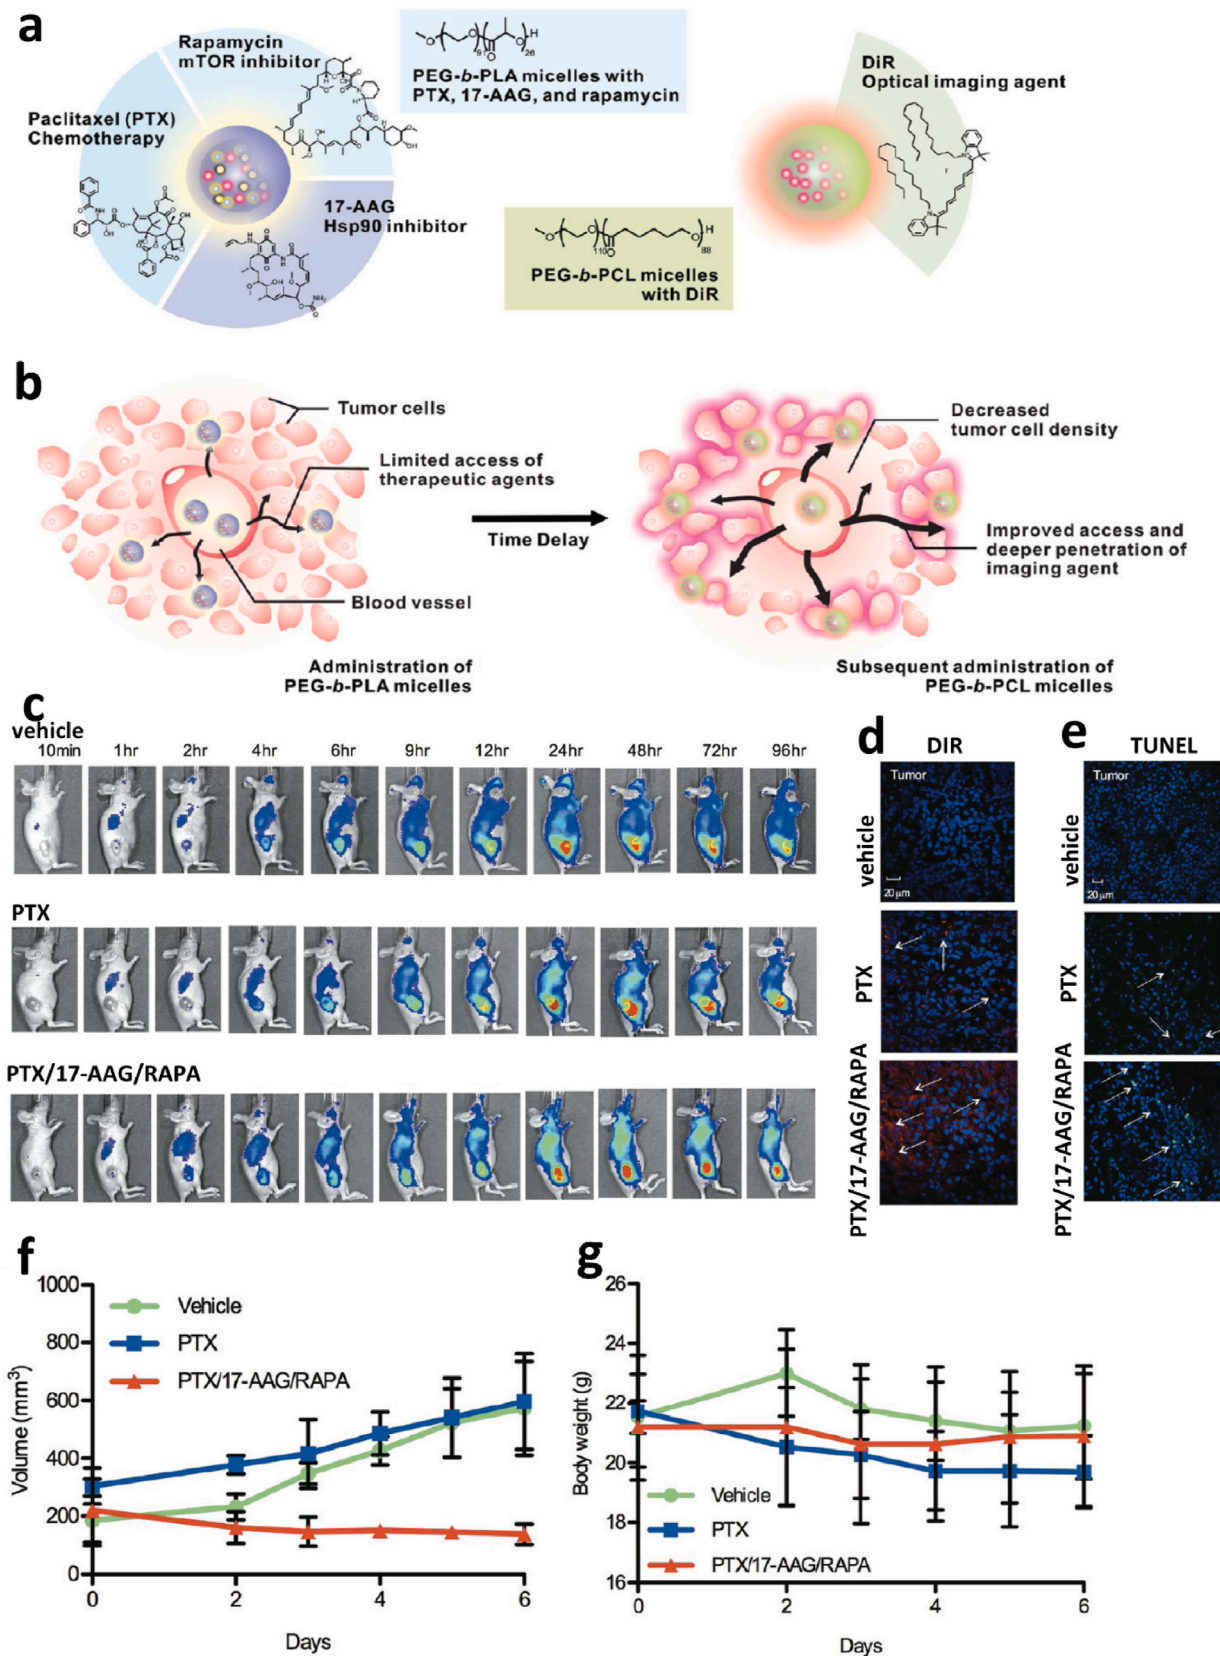 a
Rapamycin
mTOR inhibitor
Paclitaxel (PTX)
Chemotherapy
17-AAG
Hsp90 inhibitor
PEG-b-PLA micelles with
PTX, 17-AAG, and rapamycin
PEG-b-PCL micelles
with DiR
DiR
Optical imaging agent
b
Tumor cells
Limited access of
therapeutic agents
Blood vessel
Administration of
PEG-b-PLA micelles
Time Delay
Decreased
tumor cell density
Improved access and
deeper penetration of
imaging agent
Subsequent administration of
PEG-b-PCL micelles
c
vehicle
10min 1hr 2hr 4hr 6hr 9hr 12hr 24hr 48hr 72hr 96hr
PTX
PTX/17-AAG/RAPA
d
DIR
vehicle
Tumor
20 μm
PTX
PTX/17-AAG/RAPA
e
TUNEL
vehicle
Tumor
20 μm
PTX
PTX/17-AAG/RAPA
f
Volume (mm³)
1000
800
600
400
200
0
Vehicle
PTX
PTX/17-AAG/RAPA
0 2 4 6
Days
g
Body weight (g)
26
24
22
20
18
16
Vehicle
PTX
PTX/17-AAG/RAPA
0 2 4 6
Days